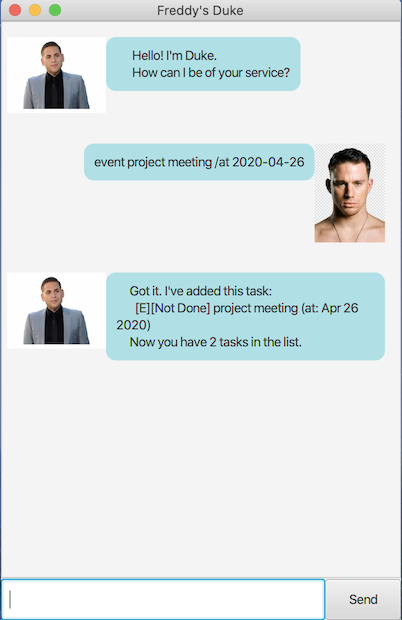 Freddy's Duke
Hello! I'm Duke.
How can I be of your service?
event project meeting /at 2020-04-26
Got it. I've added this task:
[E][Not Done] project meeting (at: Apr 26
2020)
Now you have 2 tasks in the list.
Send